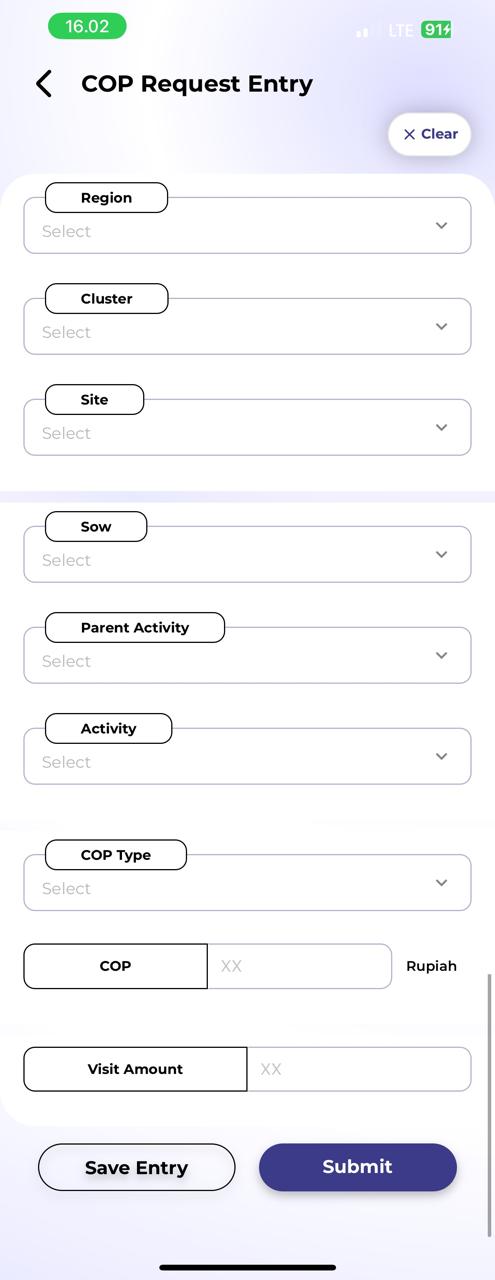 16.02
LTE 91
COP Request Entry
Clear
Region
Select
Cluster
Select
Site
Select
Sow
Select
Parent Activity
Select
Activity
Select
COP Type
Select
COP XX Rupiah
Visit Amount XX
Save Entry Submit